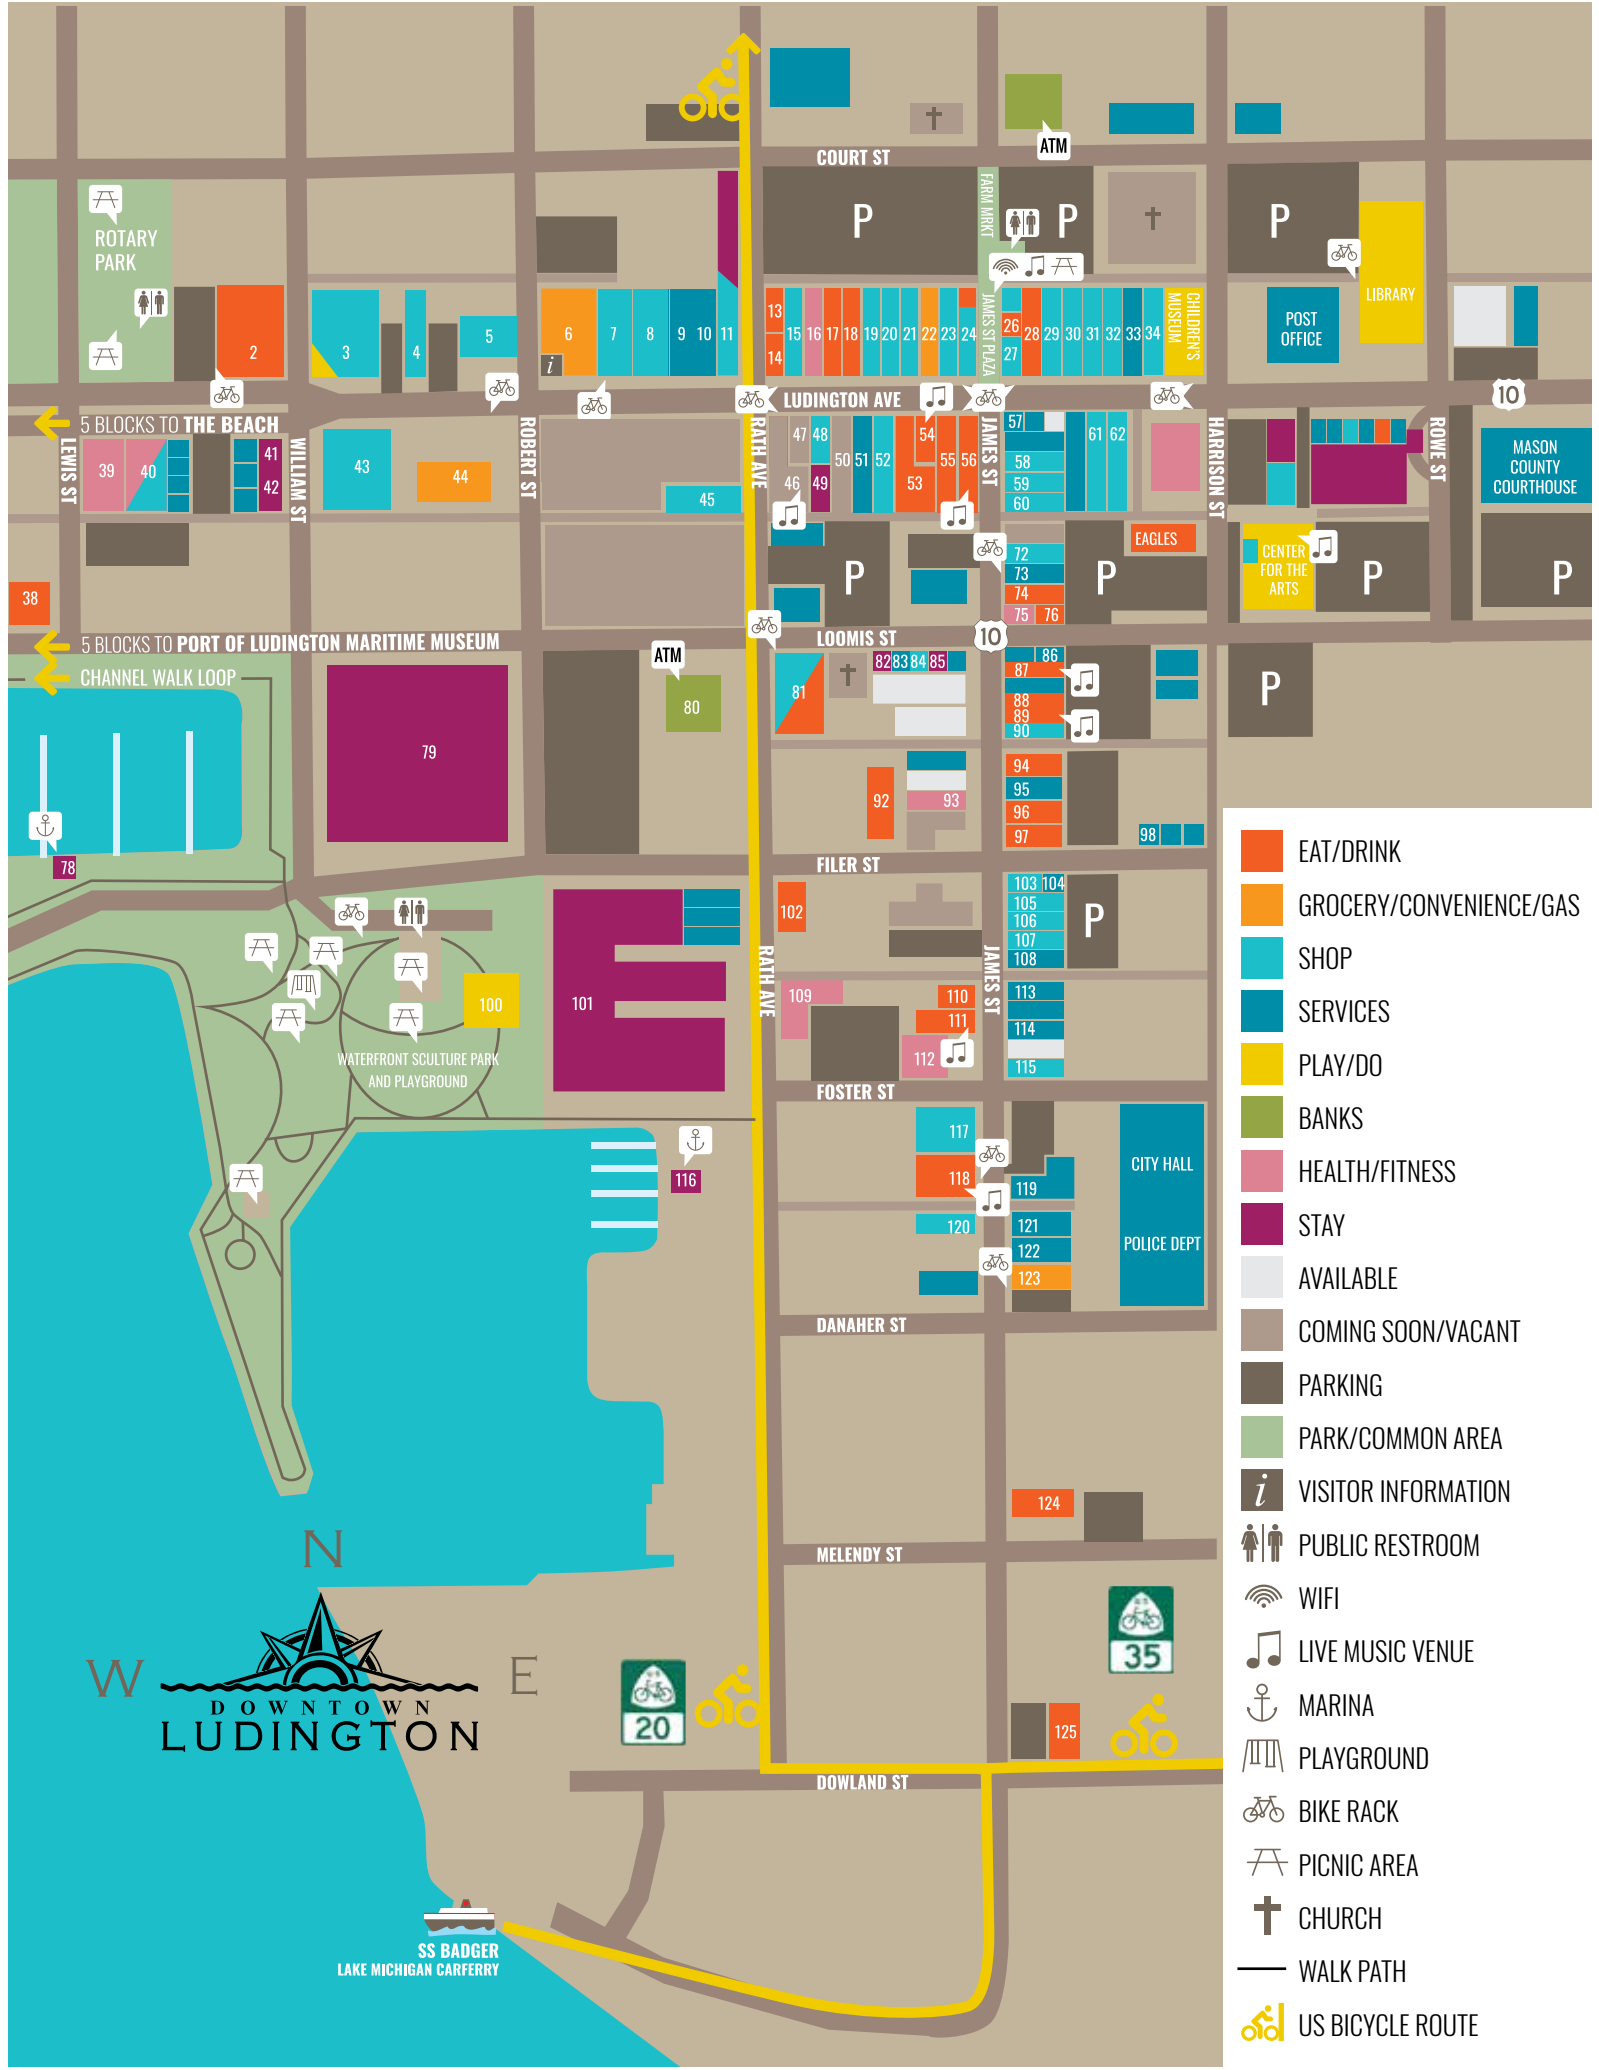 COURT ST
ATM
P
P
P
FARM MRKT
ROTARY
PARK
LIBRARY
2
3
4
5
6
i
7
8
9
10
11
13
14
15
16
17
18
19
20
21
22
23
24
JAMES ST PLAZA
26
27
28
29
30
31
32
33
34
CHILDREN'S
MUSEUM
POST
OFFICE
LUDINGTON AVE
10
5 BLOCKS TO THE BEACH
LEWIS ST
WILLIAM ST
ROBERT ST
RATH AVE
JAMES ST
HARRISON ST
ROWE ST
39
40
41
42
43
44
45
46
47
48
49
50
51
52
53
54
55
56
57
58
59
60
61
62
MASON
COUNTY
COURTHOUSE
EAGLES
CENTER
FOR THE
ARTS
P
P
P
P
72
73
74
75
76
38
5 BLOCKS TO PORT OF LUDINGTON MARITIME MUSEUM
LOOMIS ST
10
CHANNEL WALK LOOP
ATM
79
80
81
82
83
84
85
86
87
88
89
90
P
92
93
94
95
96
97
98
78
FILER ST
100
101
102
103
104
105
106
107
108
P
RATH AVE
JAMES ST
109
110
111
112
113
114
115
WATERFRONT SCULTURE PARK
AND PLAYGROUND
FOSTER ST
116
117
118
119
120
121
122
123
CITY HALL
POLICE DEPT
DANAHER ST
124
MELENDY ST
35
20
125
DOWLAND ST
N
W
E
DOWNTOWN
LUDINGTON
SS BADGER
LAKE MICHIGAN CARFERRY
EAT/DRINK
GROCERY/CONVENIENCE/GAS
SHOP
SERVICES
PLAY/DO
BANKS
HEALTH/FITNESS
STAY
AVAILABLE
COMING SOON/VACANT
PARKING
PARK/COMMON AREA
i
VISITOR INFORMATION
PUBLIC RESTROOM
WIFI
LIVE MUSIC VENUE
MARINA
PLAYGROUND
BIKE RACK
PICNIC AREA
CHURCH
WALK PATH
US BICYCLE ROUTE